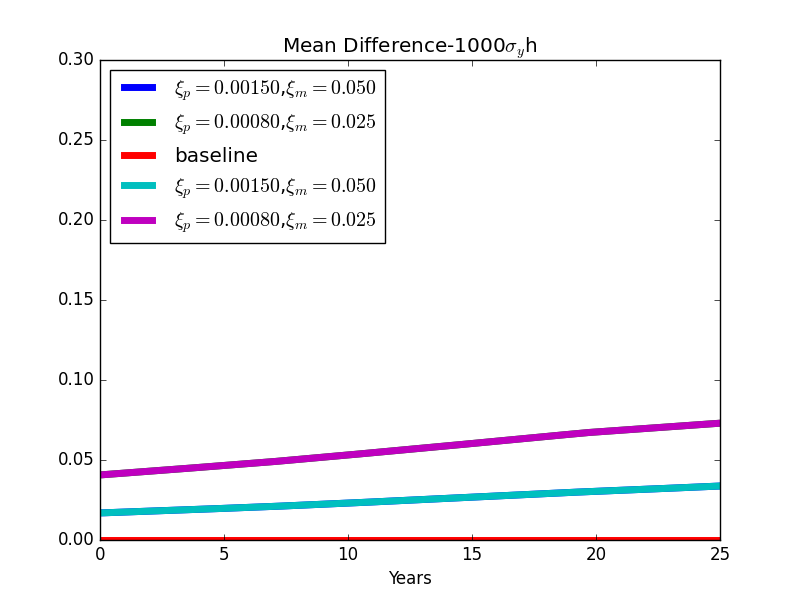 Mean Difference-1000σ_yh
0.30
0.25
0.20
0.15
0.10
0.05
0.00
ξ_p = 0.00150,ξ_m = 0.050
ξ_p = 0.00080,ξ_m = 0.025
baseline
ξ_p = 0.00150,ξ_m = 0.050
ξ_p = 0.00080,ξ_m = 0.025
0 5 10 15 20 25
Years